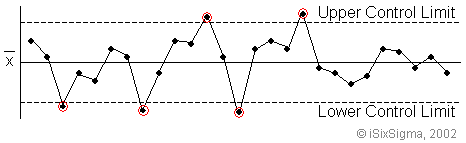 Upper Control Limit
x̅
Lower Control Limit
© iSixSigma, 2002